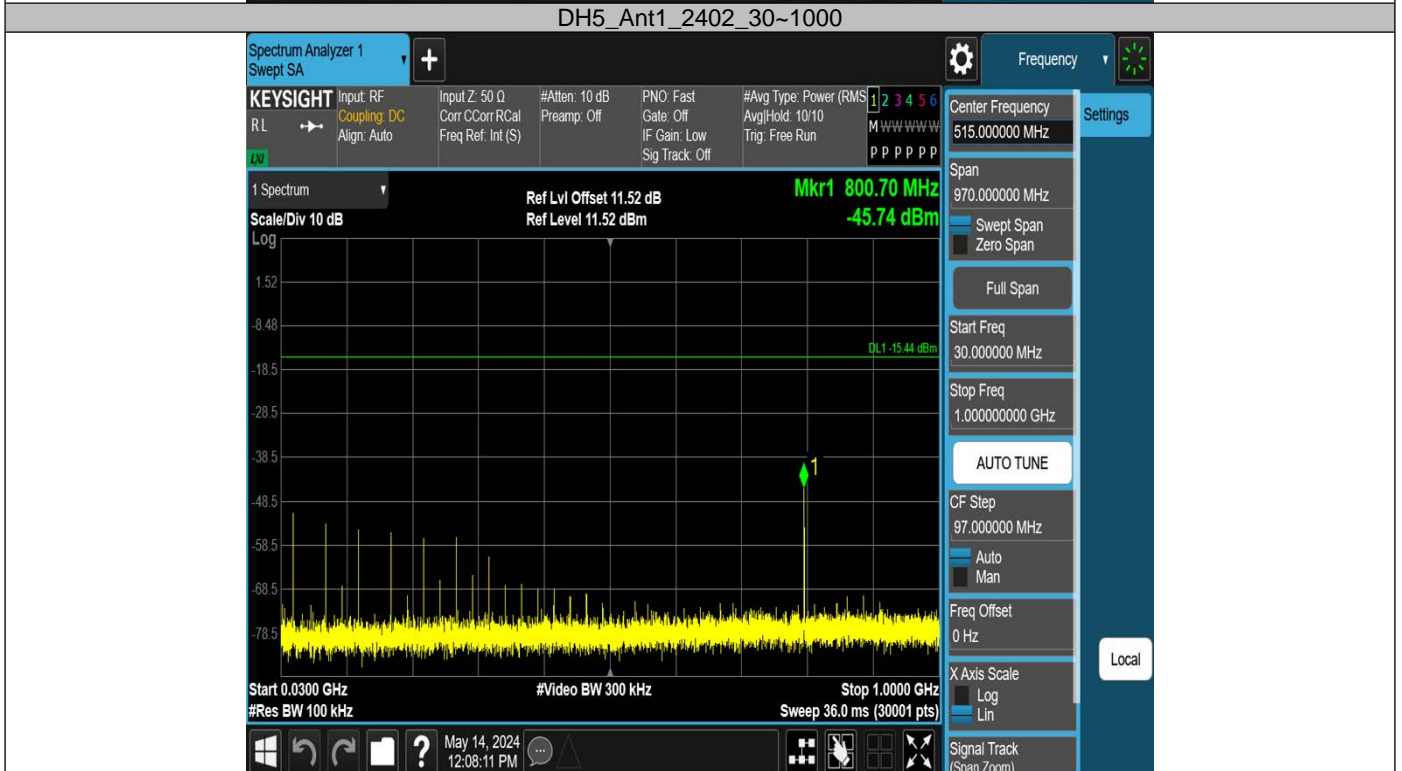 DH5_Ant1_2402_30~1000
Spectrum Analyzer 1
Swept SA
+
Frequency
KEYSIGHT
RL
LXI
Input: RF
Coupling: DC
Align: Auto
Input Z: 50 Ω
Corr CCorr RCal
Freq Ref: Int (S)
#Atten: 10 dB
Preamp: Off
PNO: Fast
Gate: Off
IF Gain: Low
Sig Track: Off
#Avg Type: Power (RMS
Avg|Hold: 10/10
Trig: Free Run
1 2 3 4 5 6
M W W W W W
P P P P P P
1 Spectrum
Scale/Div 10 dB
Log
Ref Lvl Offset 11.52 dB
Ref Level 11.52 dBm
Mkr1 800.70 MHz
-45.74 dBm
1.52
-8.48
DL1 -15.44 dBm
-18.5
-28.5
-38.5
1
-48.5
-58.5
-68.5
-78.5
Start 0.0300 GHz
#Res BW 100 kHz
#Video BW 300 kHz
Stop 1.0000 GHz
Sweep 36.0 ms (30001 pts)
?
May 14, 2024
12:08:11 PM
Center Frequency
515.000000 MHz
Settings
Span
970.000000 MHz
Swept Span
Zero Span
Full Span
Start Freq
30.000000 MHz
Stop Freq
1.000000000 GHz
AUTO TUNE
CF Step
97.000000 MHz
Auto
Man
Freq Offset
0 Hz
X Axis Scale
Log
Lin
Local
Signal Track
(Span Zoom)